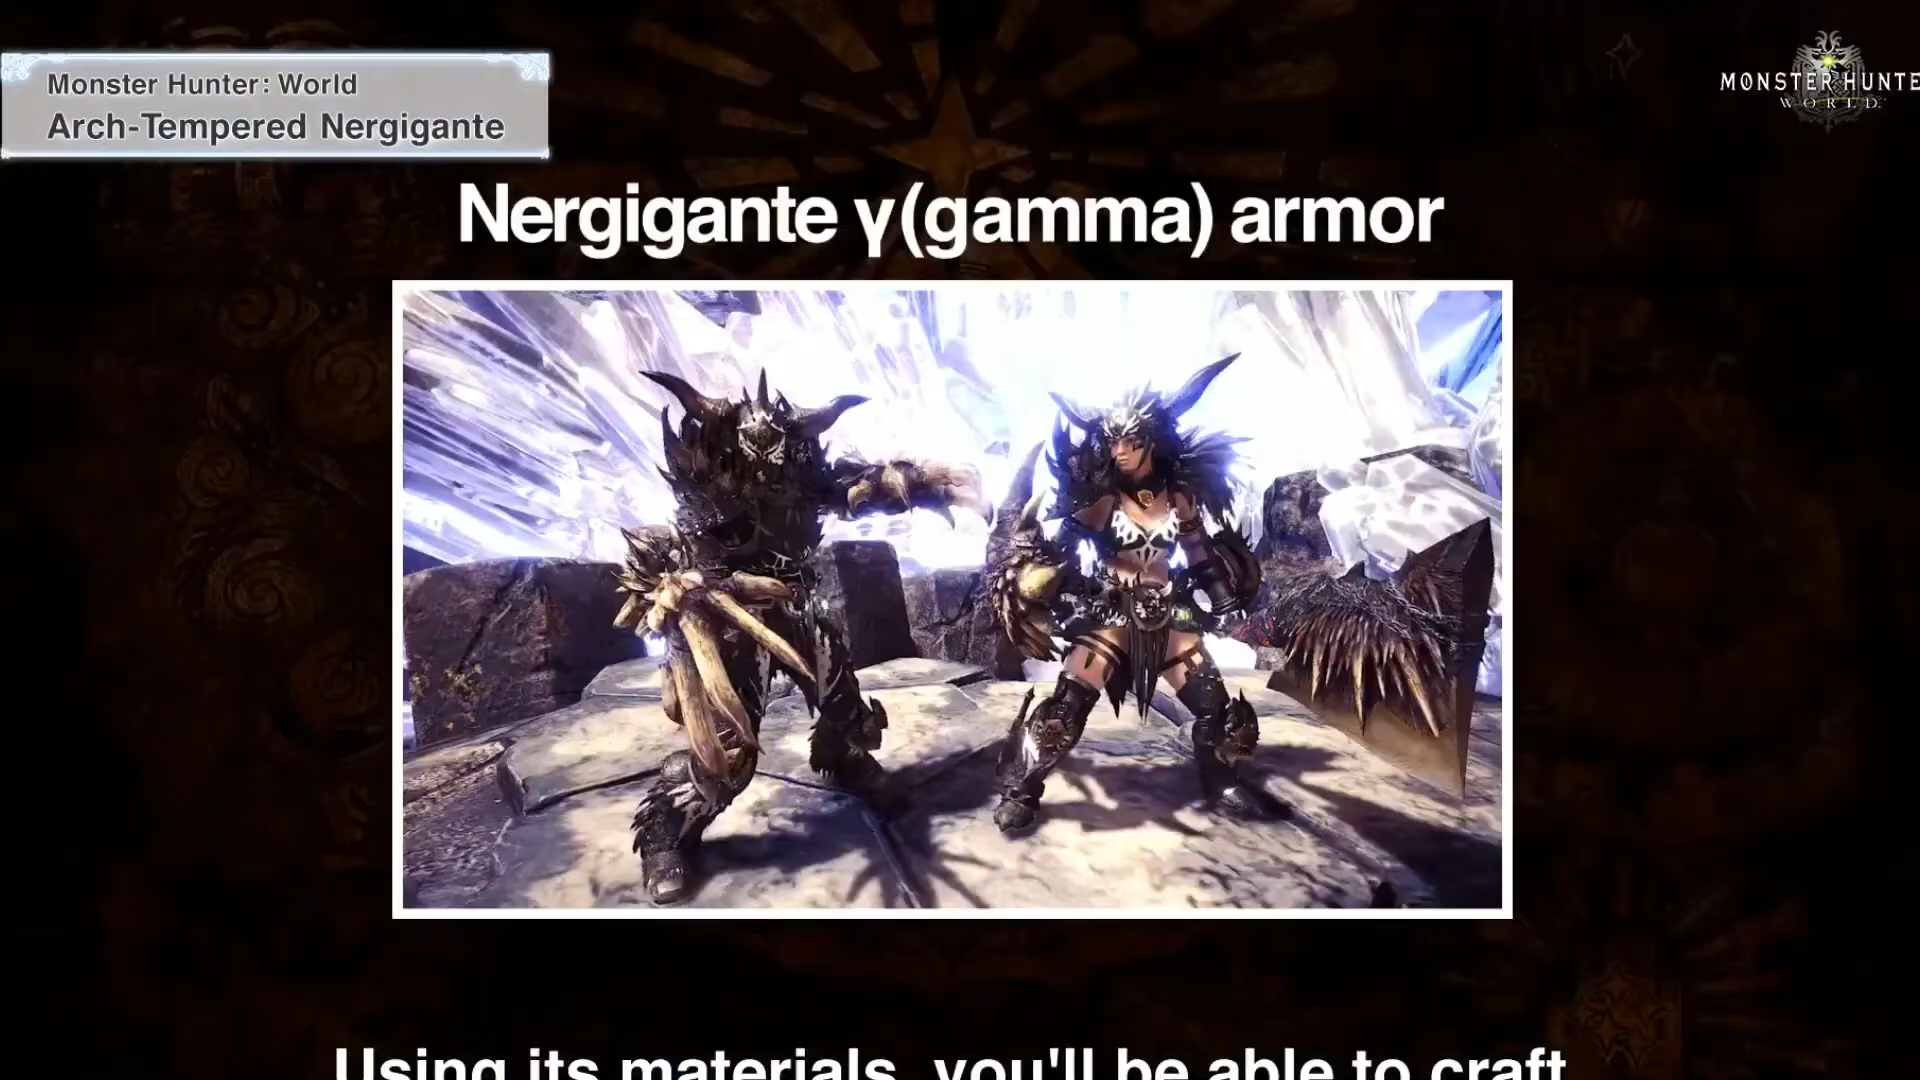 Monster Hunter: World
Arch-Tempered Nergigante
MONSTER HUNTE
WORLD
Nergigante γ(gamma) armor
Using its materials, you'll be able to craft